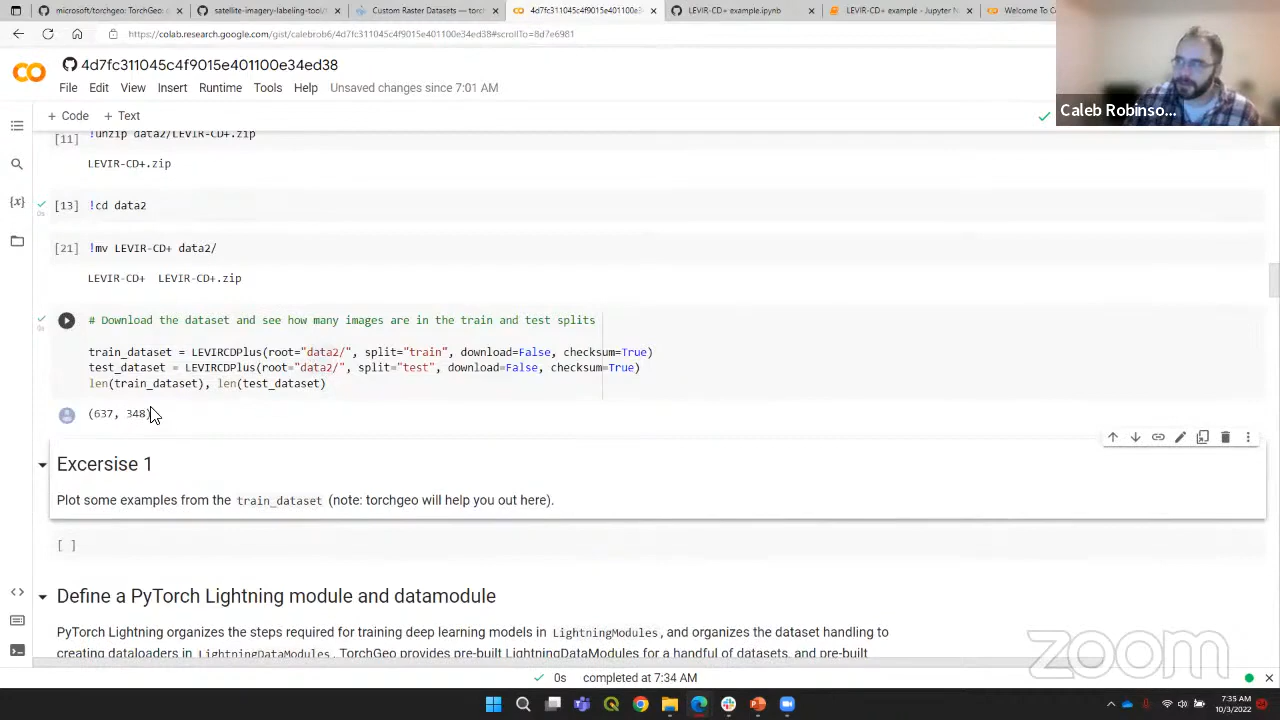 microsoft/torchgeo: TorchGeo:
satellite-imagery-labeling-tool/
Custom Raster Datasets — torch
4d7fc311045c4f9015e401100e34e
LEVIR-CD+ example.ipynb
LEVIR-CD+ example - Jupyter N
Welcome To Co
https://colab.research.google.com/gist/calebrob6/4d7fc311045c4f9015e401100e34ed38#scrollTo=8d7e6981
4d7fc311045c4f9015e401100e34ed38
File Edit View Insert Runtime Tools Help Unsaved changes since 7:01 AM
Caleb Robinso...
+ Code + Text
[11] !unzip data2/LEVIR-CD+.zip
LEVIR-CD+.zip
{x}
[13] !cd data2
0s
[21] !mv LEVIR-CD+ data2/
LEVIR-CD+ LEVIR-CD+.zip
# Download the dataset and see how many images are in the train and test splits
0s
train_dataset = LEVIRCDPlus(root="data2/", split="train", download=False, checksum=True)
test_dataset = LEVIRCDPlus(root="data2/", split="test", download=False, checksum=True)
len(train_dataset), len(test_dataset)
(637, 348)
Excersise 1
Plot some examples from the train_dataset (note: torchgeo will help you out here).
[ ]
Define a PyTorch Lightning module and datamodule
PyTorch Lightning organizes the steps required for training deep learning models in LightningModules, and organizes the dataset handling to
creating dataloaders in LightningDataModules. TorchGeo provides pre-built LightningDataModules for a handful of datasets, and pre-built
zoom
0s completed at 7:34 AM
7:35 AM
10/3/2022